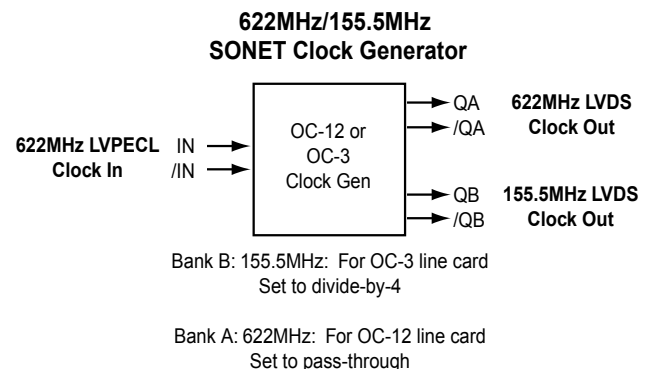 622MHz/155.5MHz
SONET Clock Generator
622MHz LVPECL
Clock In
IN
/IN
OC-12 or
OC-3
Clock Gen
QA
/QA
622MHz LVDS
Clock Out
QB
/QB
155.5MHz LVDS
Clock Out
Bank B: 155.5MHz: For OC-3 line card
Set to divide-by-4
Bank A: 622MHz: For OC-12 line card
Set to pass-through